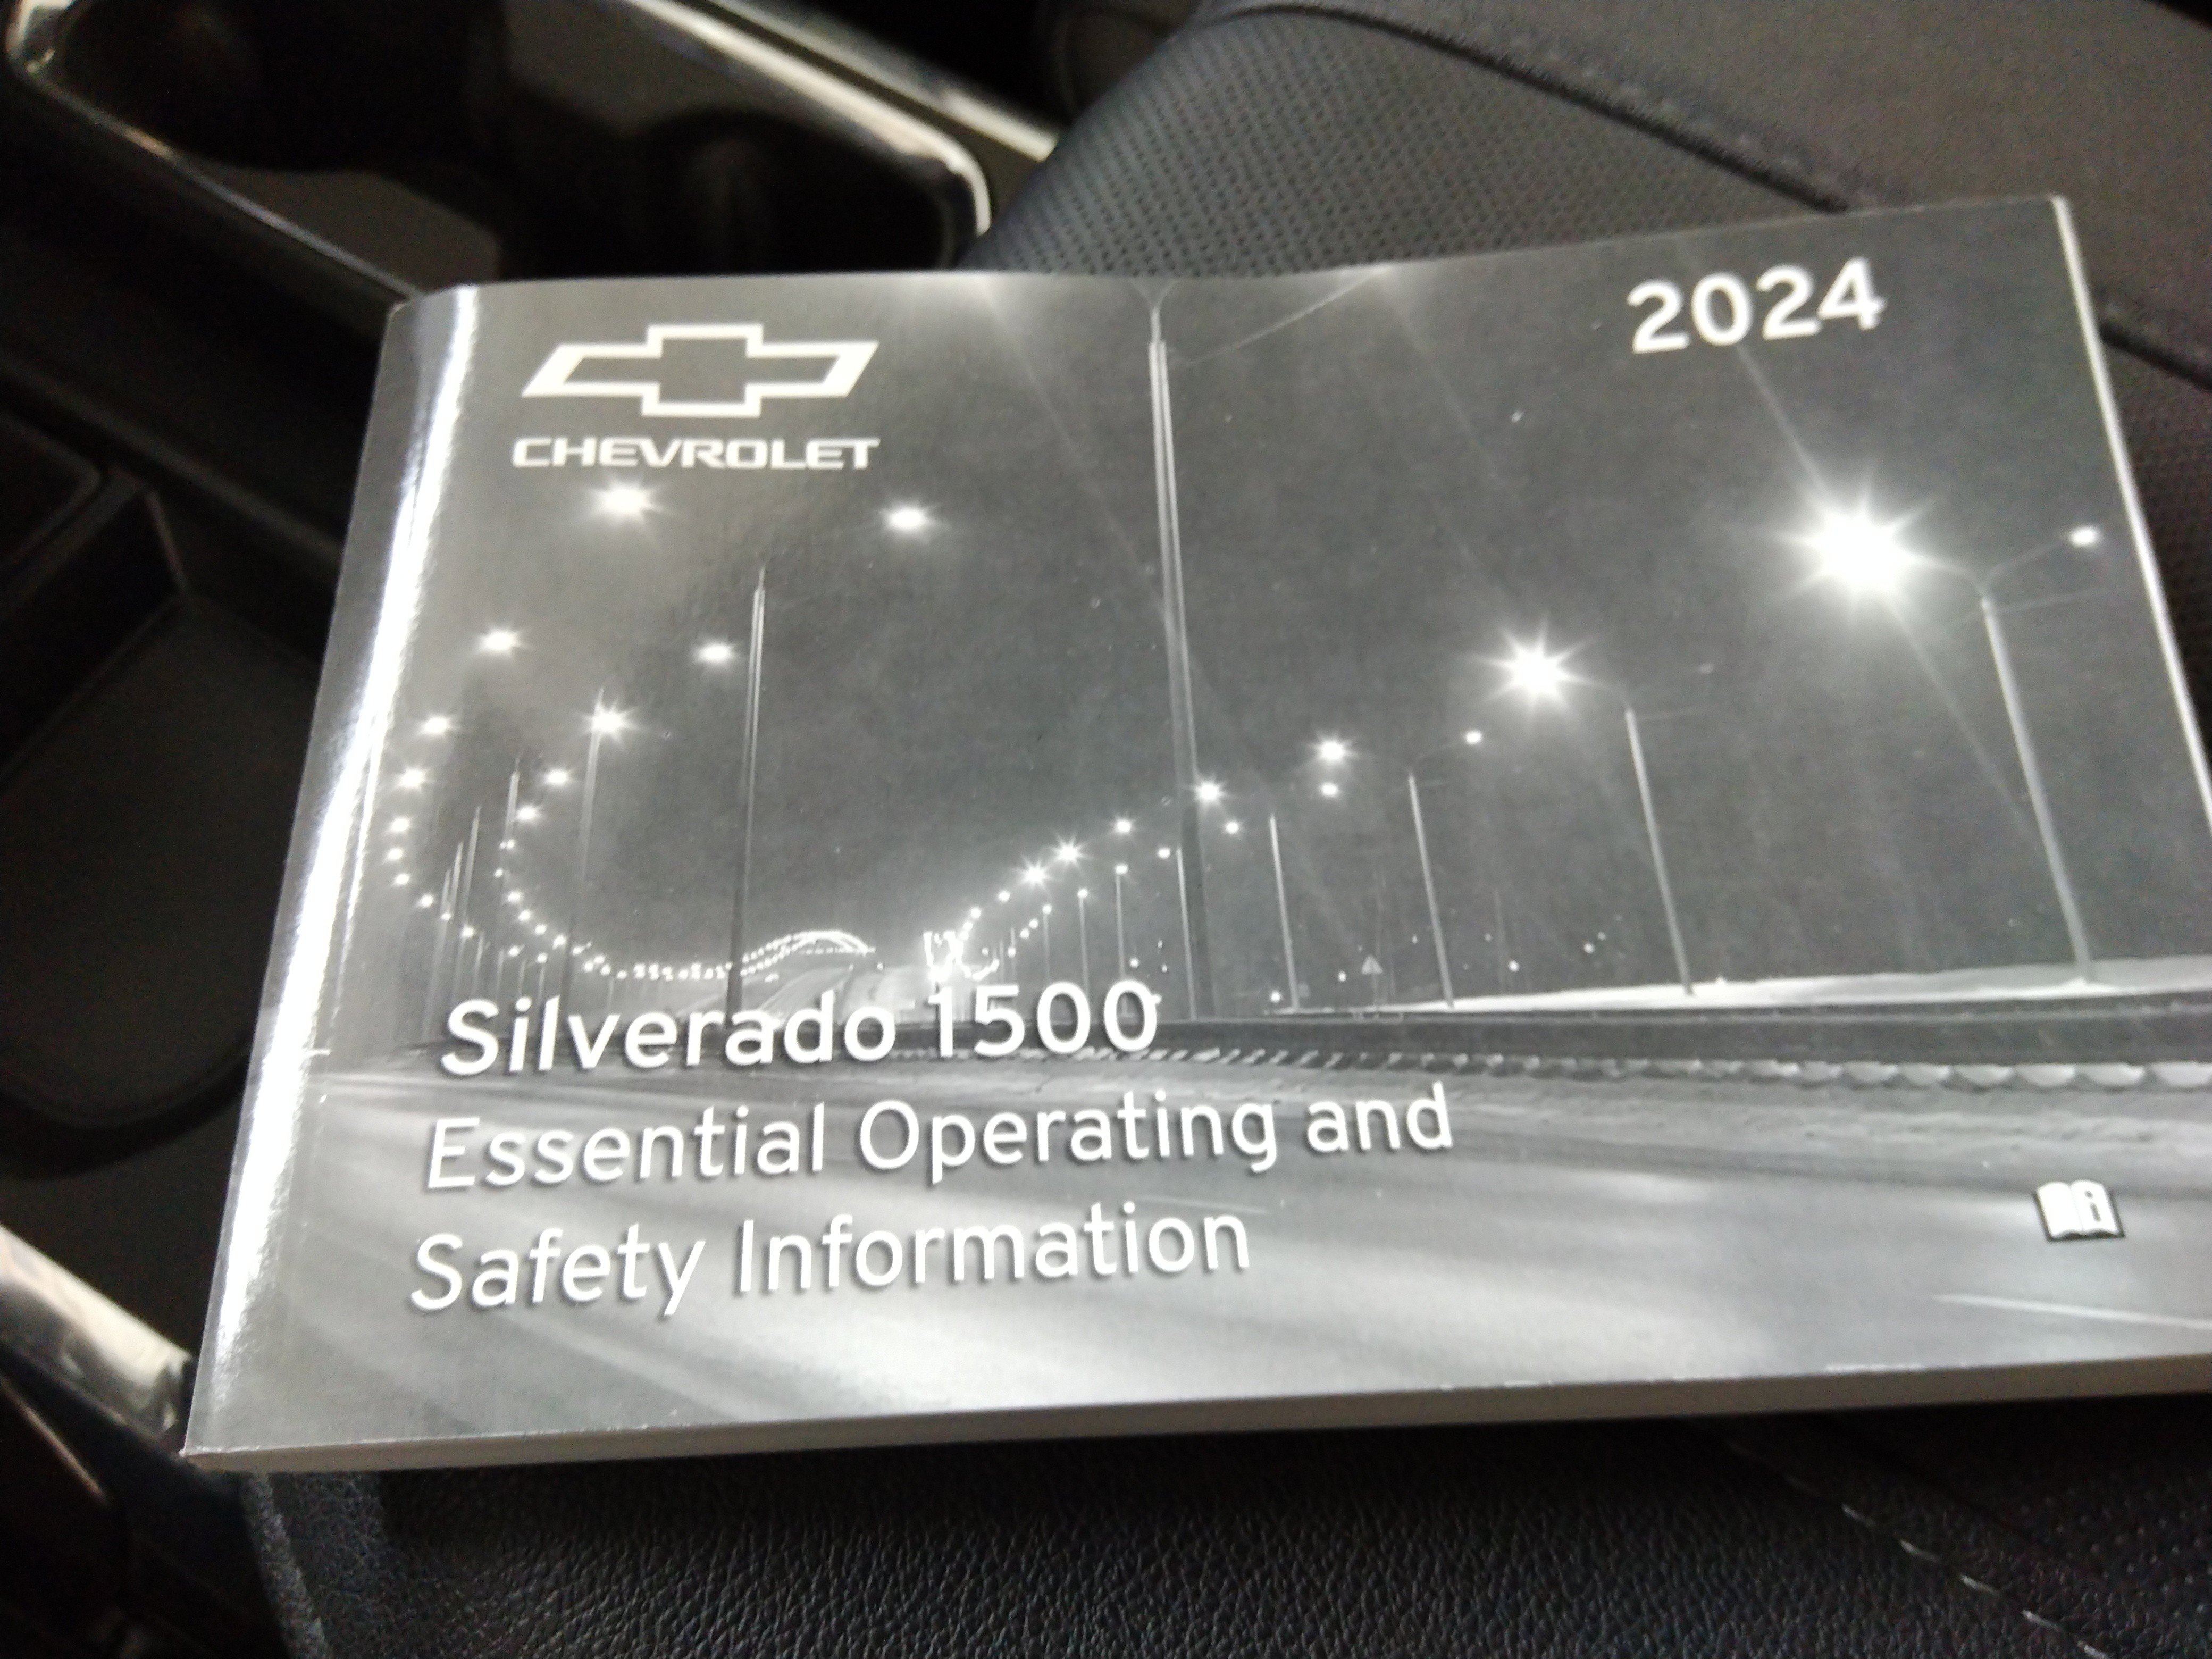 CHEVROLET
2024
Silverado 1500
Essential Operating and
Safety Information